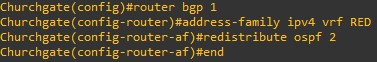 Churchgate(config)#router bgp 1
Churchgate(config-router)#address-family ipv4 vrf RED
Churchgate(config-router-af)#redistribute ospf 2
Churchgate(config-router-af)#end